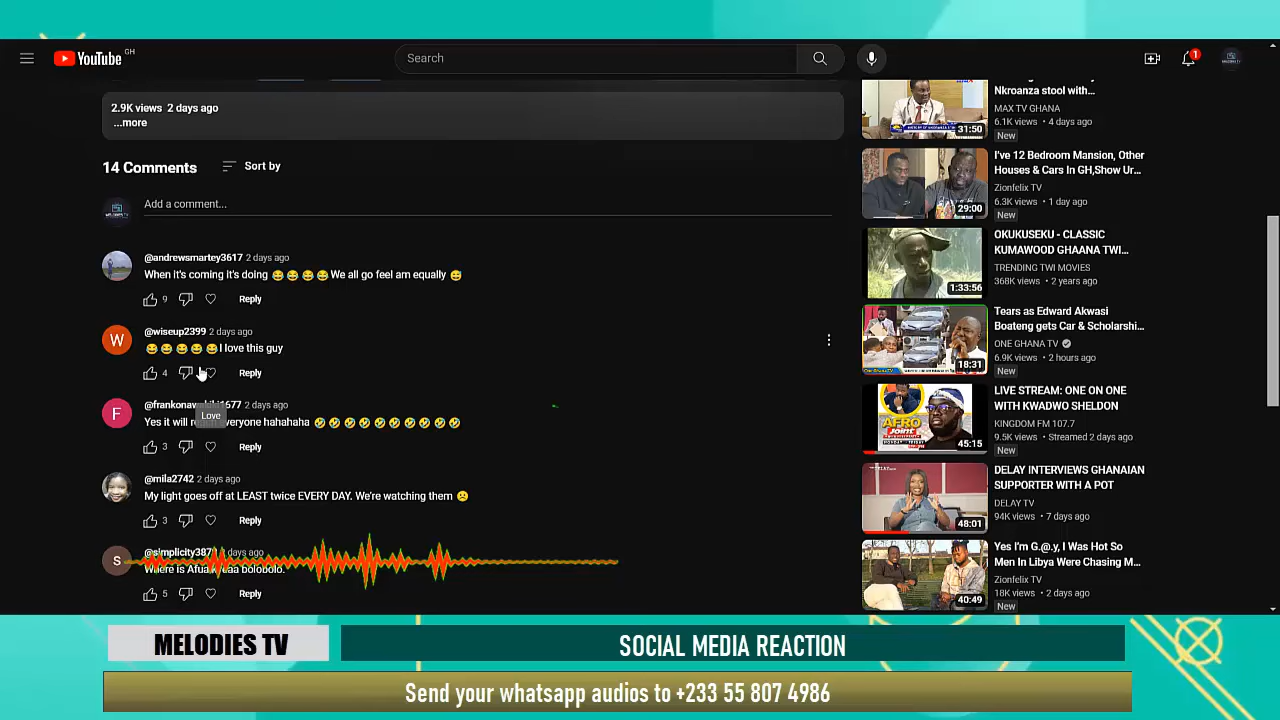 YouTube GH
Search
1
2.9K views 2 days ago
...more
14 Comments
Sort by
Add a comment...
@andrewsmartey3617 2 days ago
When it's coming it's doing 😂😂😂😂We all go feel am equally 😅
9
Reply
@wiseup2399 2 days ago
😂😂😂😂😂I love this guy
4
Reply
2 days ago
Love
Yes it will everyone hahahaha 🤣🤣🤣🤣🤣🤣🤣🤣🤣🤣
3
Reply
@mila2742 2 days ago
My light goes off at LEAST twice EVERY DAY. We're watching them ☹️
3
Reply
days ago
Where is bolobolo.
5
Reply
31:50
Nkroanza stool with...
MAX TV GHANA
6.1K views • 4 days ago
New
29:00
I've 12 Bedroom Mansion, Other
Houses & Cars In GH,Show Ur...
Zionfelix TV
6.3K views • 1 day ago
New
1:33:56
OKUKUSEKU - CLASSIC
KUMAWOOD GHAANA TWI...
TRENDING TWI MOVIES
368K views • 2 years ago
18:31
Tears as Edward Akwasi
Boateng gets Car & Scholarshi...
ONE GHANA TV
6.9K views • 2 hours ago
New
AFRO
Joint
45:15
LIVE STREAM: ONE ON ONE
WITH KWADWO SHELDON
KINGDOM FM 107.7
9.5K views • Streamed 2 days ago
New
48:01
DELAY INTERVIEWS GHANAIAN
SUPPORTER WITH A POT
DELAY TV
94K views • 7 days ago
40:49
Yes I'm G.@.y, I Was Hot So
Men In Libya Were Chasing M...
Zionfelix TV
18K views • 2 days ago
New
MELODIES TV
SOCIAL MEDIA REACTION
Send your whatsapp audios to +233 55 807 4986